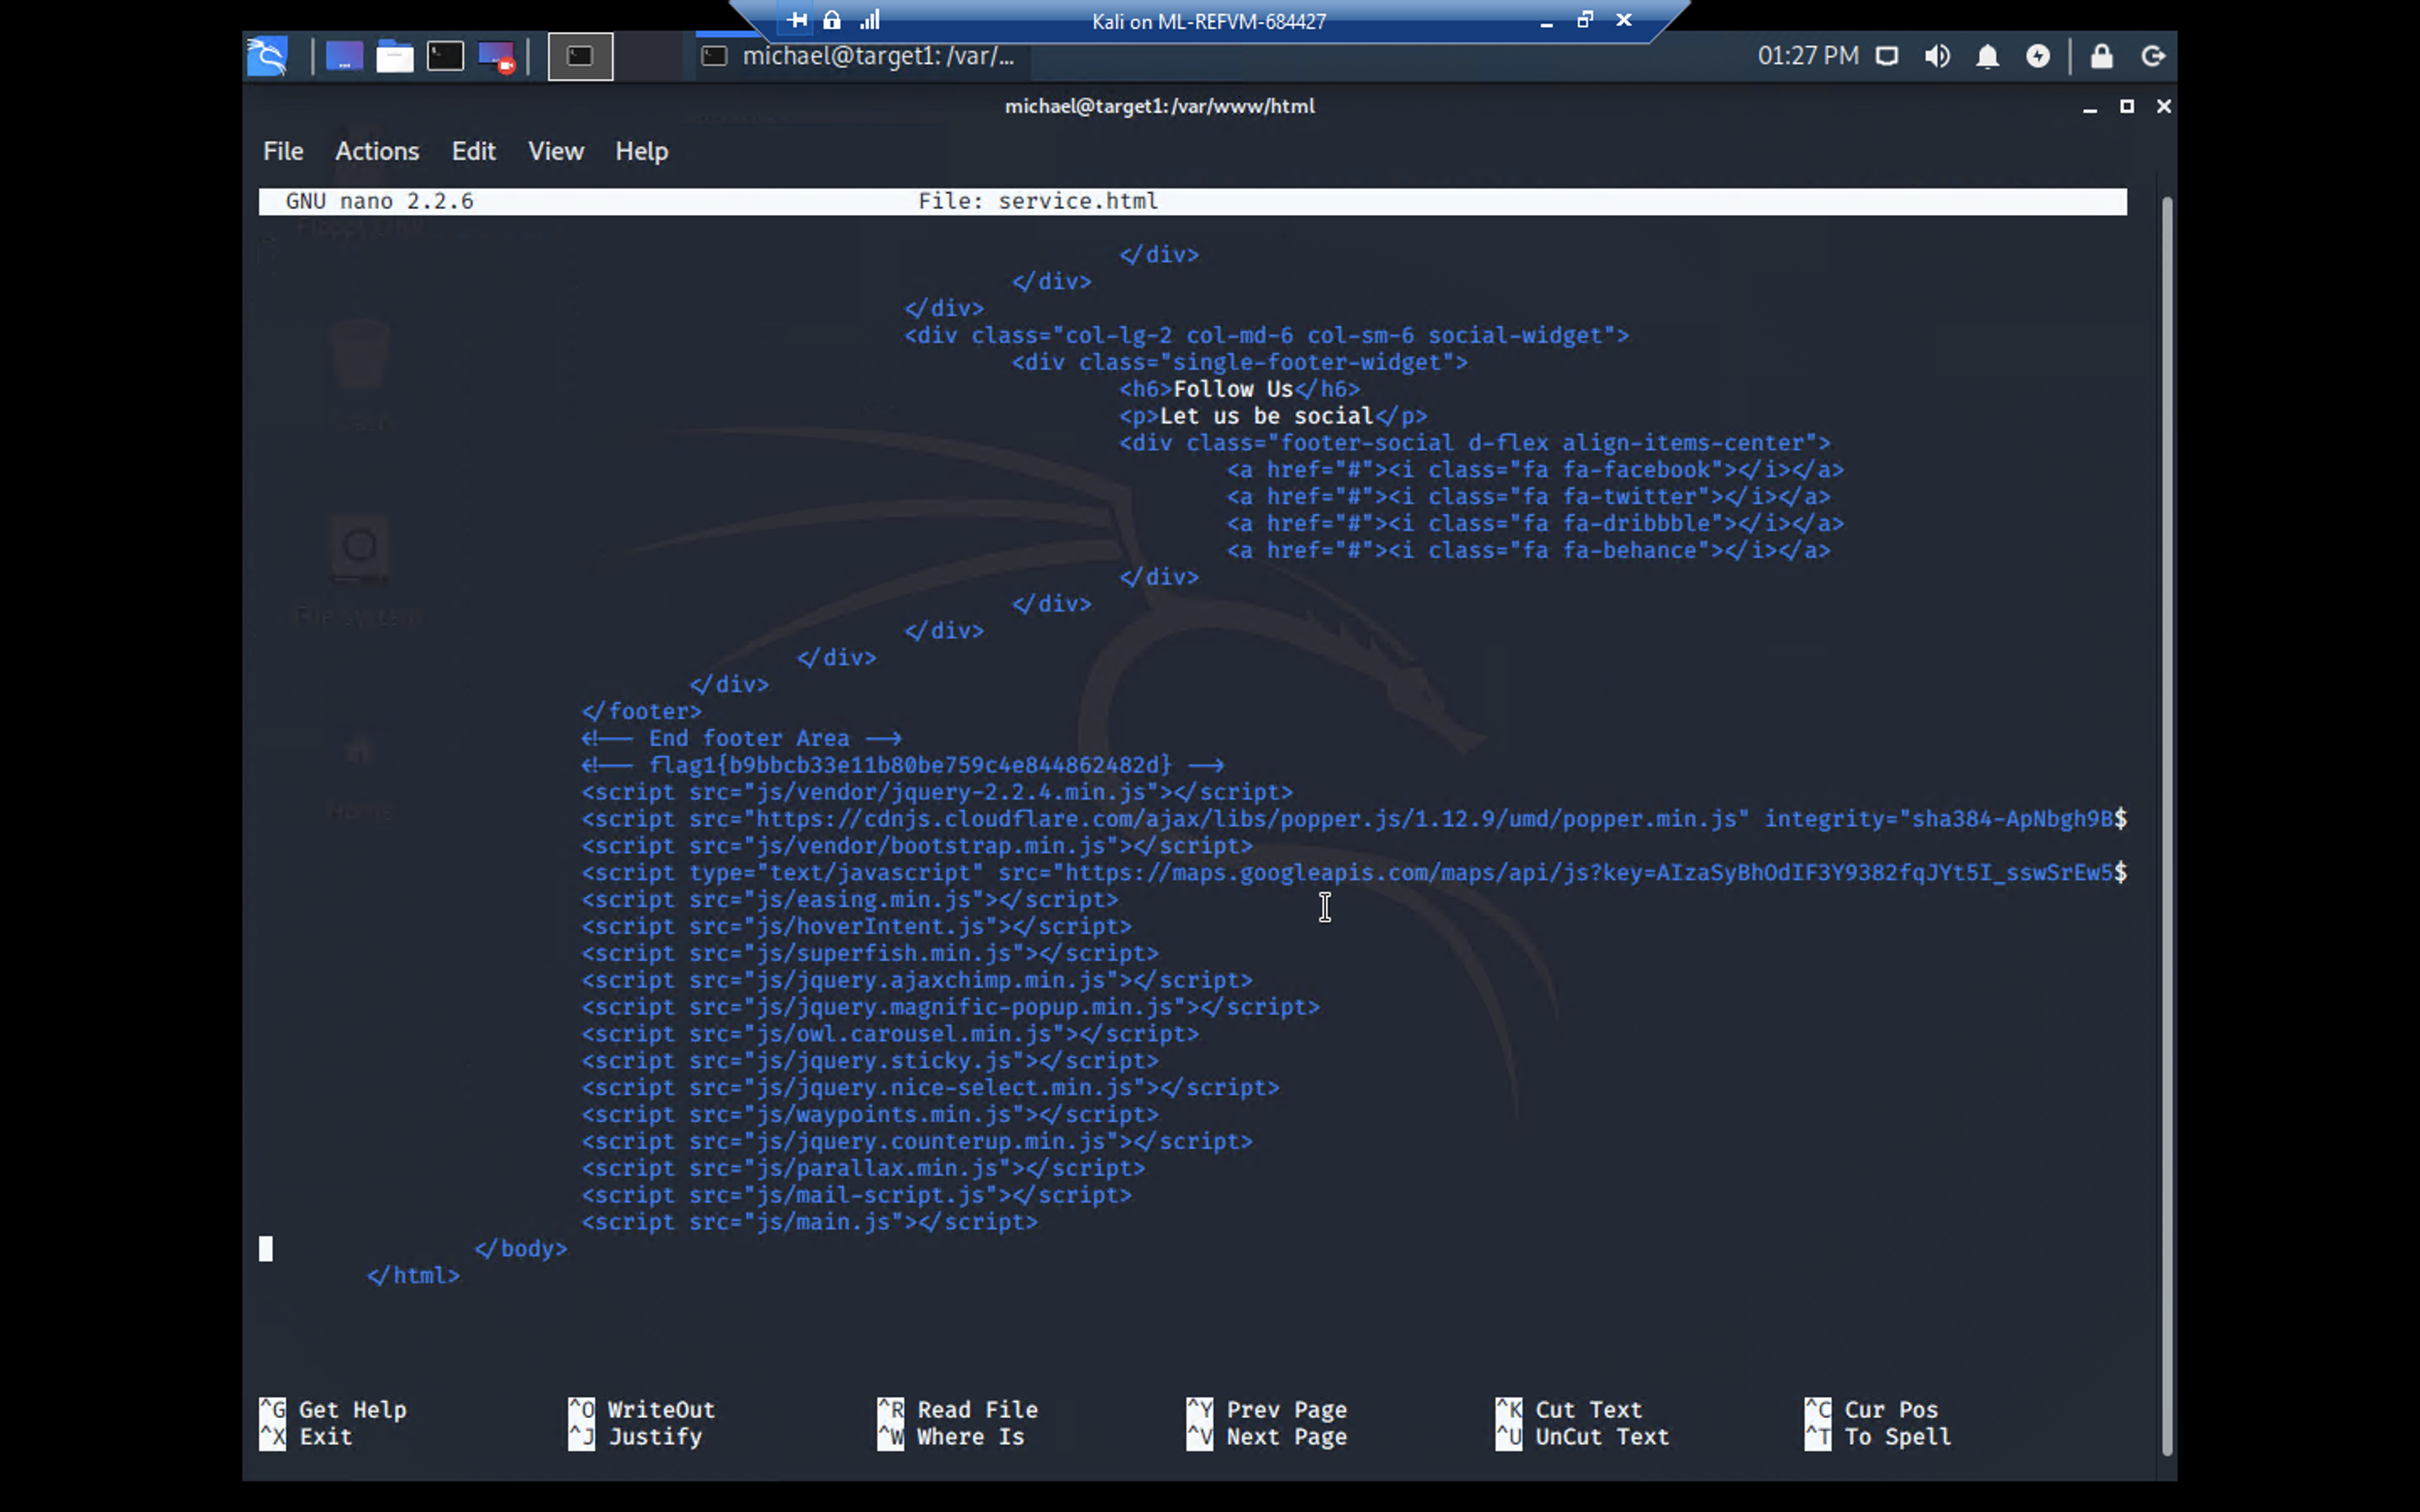 Kali on ML-REFVM-684427
michael@target1: /var/...
01:27 PM
michael@target1:/var/www/html
File Actions Edit View Help
GNU nano 2.2.6 File: service.html
</div>
</div>
</div>
<div class="col-lg-2 col-md-6 col-sm-6 social-widget">
<div class="single-footer-widget">
<h6>Follow Us</h6>
<p>Let us be social</p>
<div class="footer-social d-flex align-items-center">
<a href="#"><i class="fa fa-facebook"></i></a>
<a href="#"><i class="fa fa-twitter"></i></a>
<a href="#"><i class="fa fa-dribbble"></i></a>
<a href="#"><i class="fa fa-behance"></i></a>
</div>
</div>
</div>
</div>
</div>
</footer>
<!-- End footer Area -->
<!-- flag1{b9bbcb33e11b80be759c4e844862482d} -->
<script src="js/vendor/jquery-2.2.4.min.js"></script>
<script src="https://cdnjs.cloudflare.com/ajax/libs/popper.js/1.12.9/umd/popper.min.js" integrity="sha384-ApNbgh9B$
<script src="js/vendor/bootstrap.min.js"></script>
<script type="text/javascript" src="https://maps.googleapis.com/maps/api/js?key=AIzaSyBhOdIF3Y9382fqJYt5I_sswSrEw5$
<script src="js/easing.min.js"></script>
<script src="js/hoverIntent.js"></script>
<script src="js/superfish.min.js"></script>
<script src="js/jquery.ajaxchimp.min.js"></script>
<script src="js/jquery.magnific-popup.min.js"></script>
<script src="js/owl.carousel.min.js"></script>
<script src="js/jquery.sticky.js"></script>
<script src="js/jquery.nice-select.min.js"></script>
<script src="js/waypoints.min.js"></script>
<script src="js/jquery.counterup.min.js"></script>
<script src="js/parallax.min.js"></script>
<script src="js/mail-script.js"></script>
<script src="js/main.js"></script>
</body>
</html>
^G Get Help ^O WriteOut ^R Read File ^Y Prev Page ^K Cut Text ^C Cur Pos
^X Exit ^J Justify ^W Where Is ^V Next Page ^U UnCut Text ^T To Spell